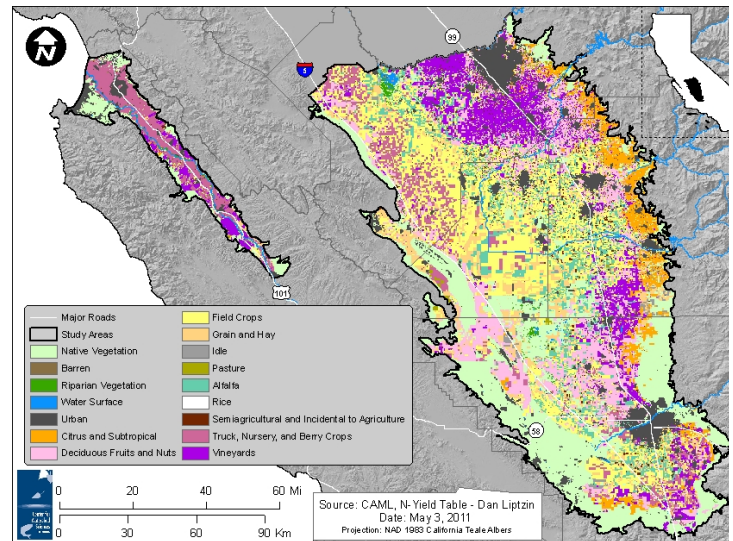 N
5
99
101
58
Major Roads
Study Areas
Native Vegetation
Barren
Riparian Vegetation
Water Surface
Urban
Citrus and Subtropical
Deciduous Fruits and Nuts
Field Crops
Grain and Hay
Idle
Pasture
Alfalfa
Rice
Semiagricultural and Incidental to Agriculture
Truck, Nursery, and Berry Crops
Vineyards
0 20 40 60 Mi
0 30 60 90 Km
Source: CAML, N-Yield Table - Dan Liptzin
Date: May 3, 2011
Projection: NAD 1983 California Teale Albers